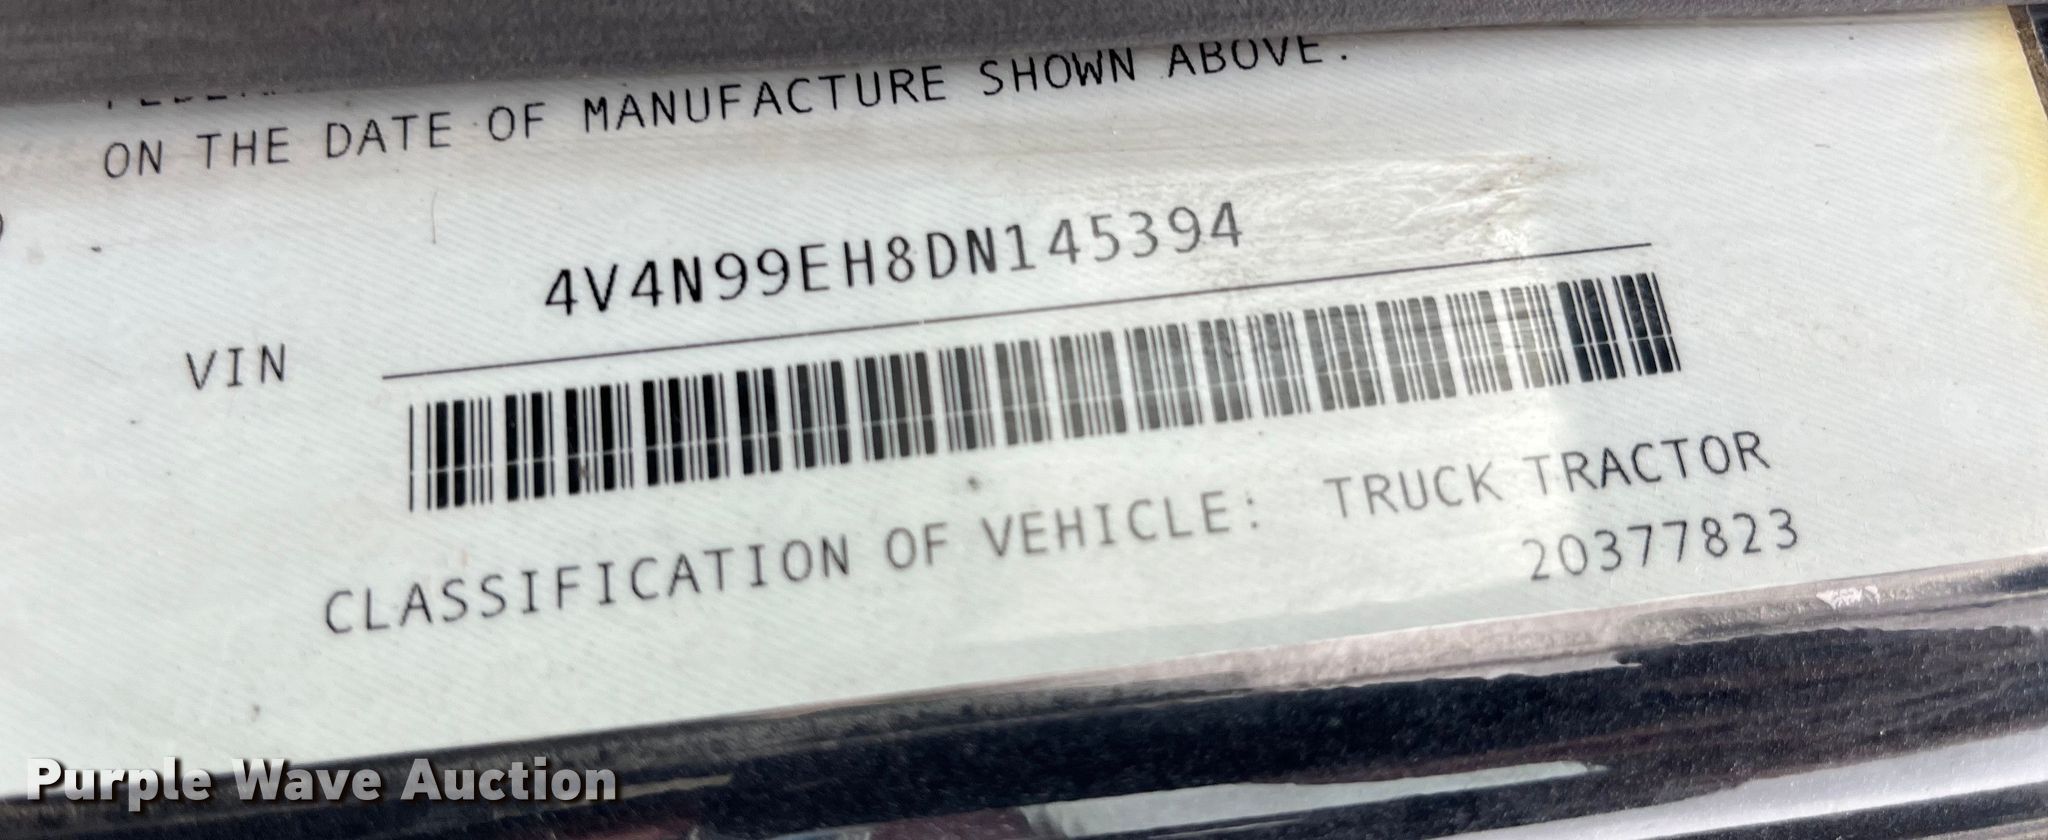 ON THE DATE OF MANUFACTURE SHOWN ABOVE.
4V4N99EH8DN145394
VIN
CLASSIFICATION OF VEHICLE: TRUCK TRACTOR
20377823
Purple Wave Auction